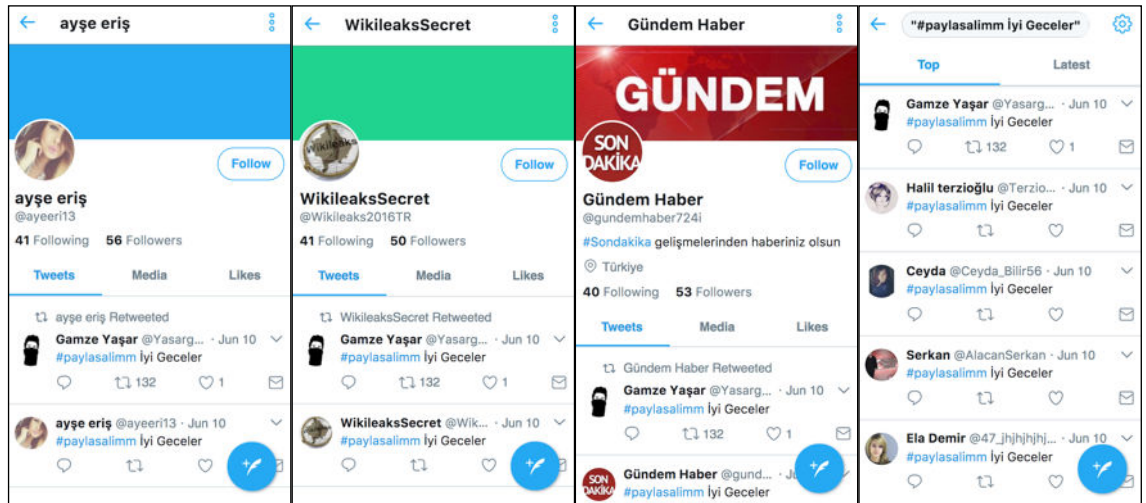 ayşe eriş
Follow
ayşe eriş
@ayeeri13
41 Following 56 Followers
Tweets Media Likes
ayşe eriş Retweeted
Gamze Yaşar @Yasarg... · Jun 10
#paylasalimm İyi Geceler
132 1
ayşe eriş @ayeeri13 · Jun 10
#paylasalimm İyi Geceler
WikileaksSecret
Wikileaks
Follow
WikileaksSecret
@Wikileaks2016TR
41 Following 50 Followers
Tweets Media Likes
WikileaksSecret Retweeted
Gamze Yaşar @Yasarg... · Jun 10
#paylasalimm İyi Geceler
132 1
WikileaksSecret @Wik... · Jun 10
#paylasalimm İyi Geceler
Gündem Haber
GÜNDEM
SON
DAKİKA
Follow
Gündem Haber
@gundemhaber724i
#Sondakika gelişmelerinden haberiniz olsun
Türkiye
40 Following 53 Followers
Tweets Media Likes
Gündem Haber Retweeted
Gamze Yaşar @Yasarg... · Jun 10
#paylasalimm İyi Geceler
132 1
SON
DAKİKA
Gündem Haber @gund... ·
#paylasalimm İyi Geceler
"#paylasalimm İyi Geceler"
Top Latest
Gamze Yaşar @Yasarg... · Jun 10
#paylasalimm İyi Geceler
132 1
Halil terzioğlu @Terzio... · Jun 10
#paylasalimm İyi Geceler
Ceyda @Ceyda_Bilir56 · Jun 10
#paylasalimm İyi Geceler
Serkan @AlacanSerkan · Jun 10
#paylasalimm İyi Geceler
Ela Demir @47_jhjhjhjhj... · Jun 10
#paylasalimm İyi Geceler